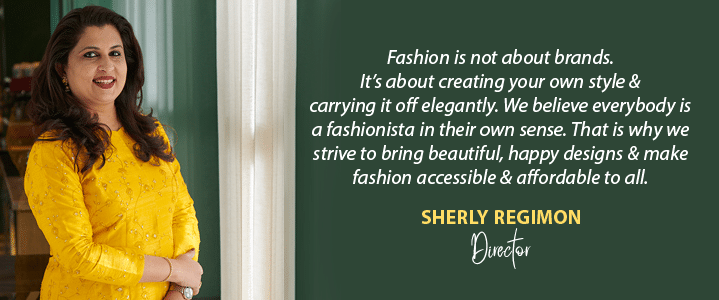 Fashion is not about brands.
It's about creating your own style &
carrying it off elegantly. We believe everybody is
a fashionista in their own sense. That is why we
strive to bring beautiful, happy designs & make
fashion accessible & affordable to all.
SHERLY REGIMON
Director